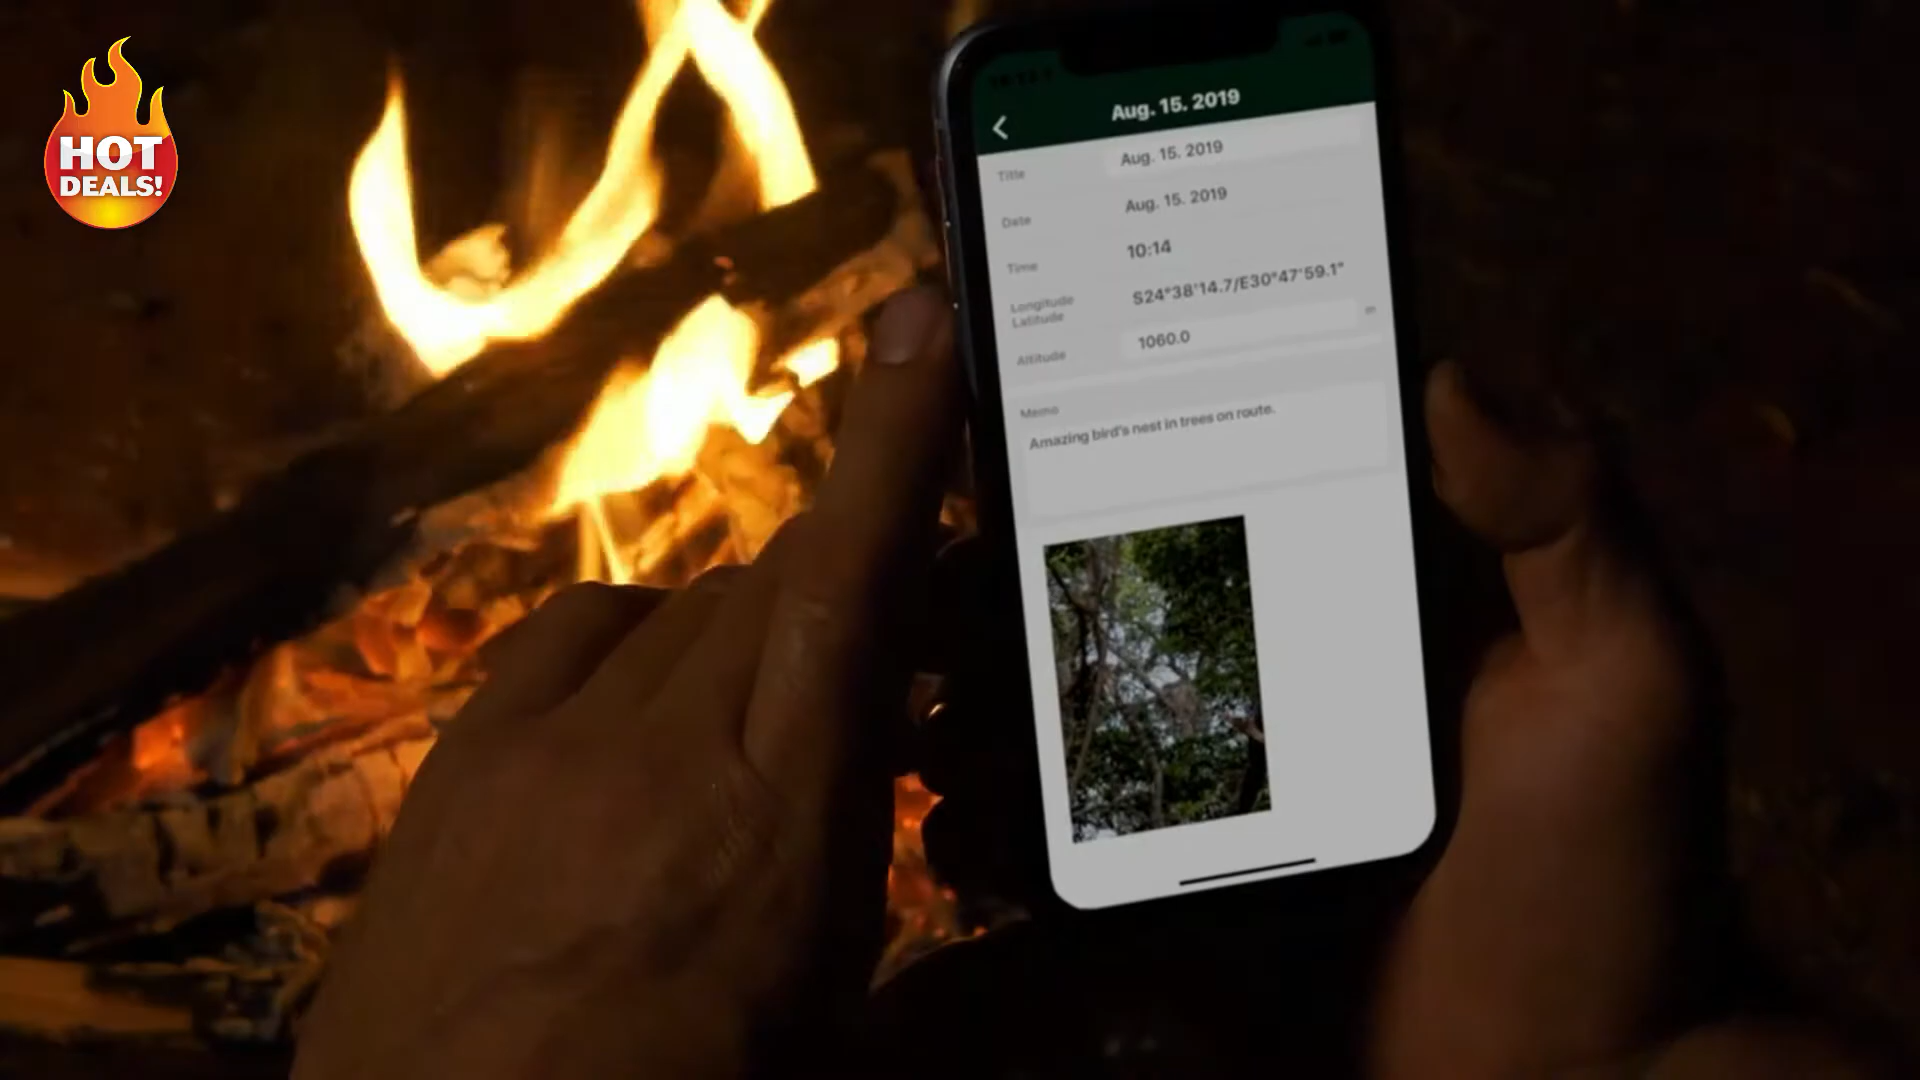 HOT
DEALS!
Aug. 15. 2019
Title
Aug. 15. 2019
Date
Aug. 15. 2019
Time
10:14
Longitude
Latitude
S24°38'14.7/E30°47'59.1"
Altitude
1060.0
m
Memo
Amazing bird's nest in trees on route.